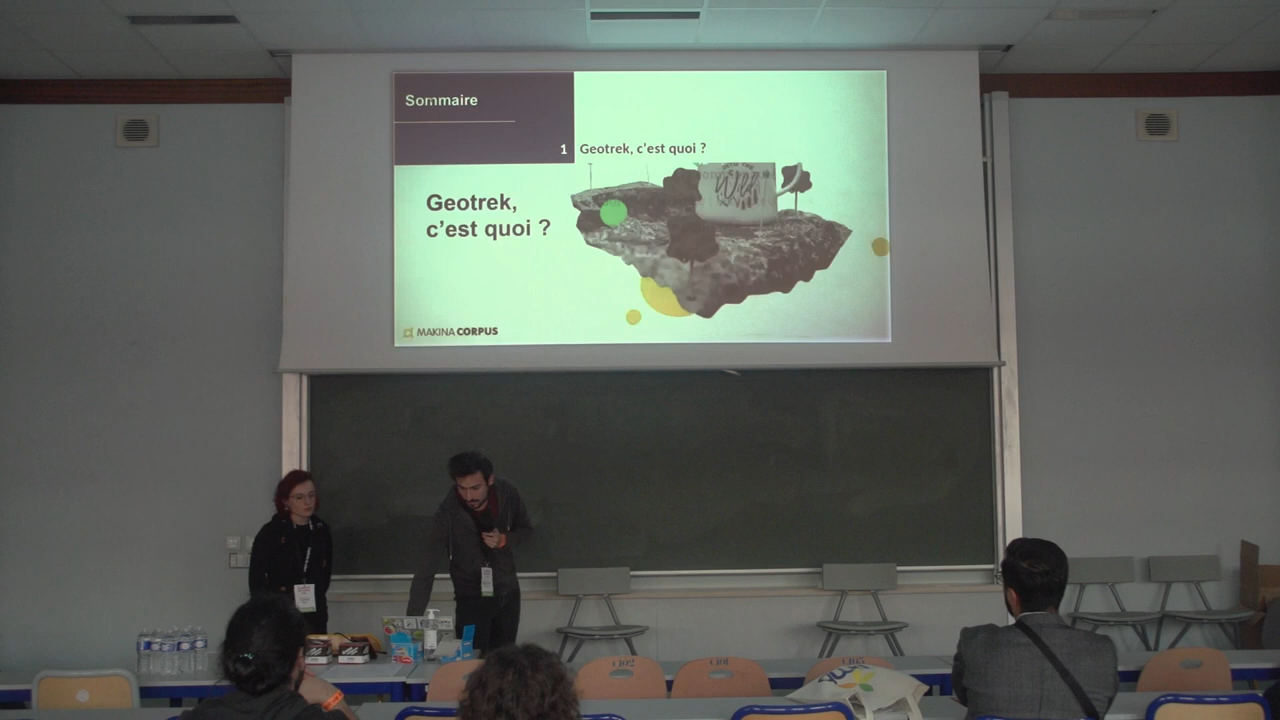 Sommaire
1 Geotrek, c'est quoi ?
Geotrek,
c'est quoi ?
MAKINA CORPUS